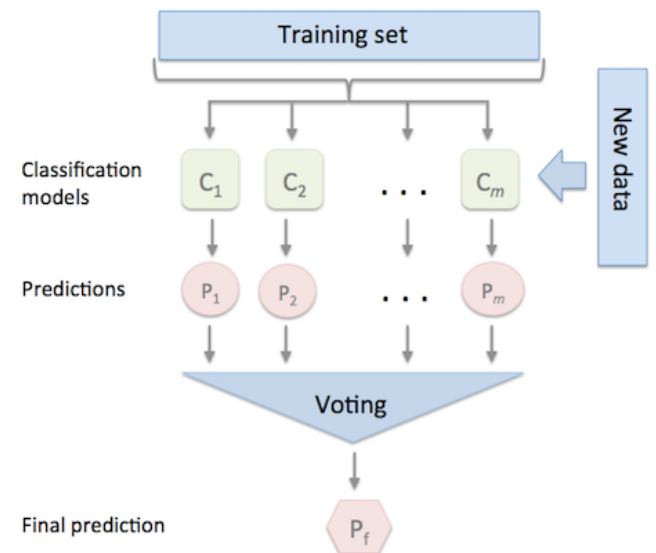 Training set
New data
Classification
models
C1 C2 . . . Cm
Predictions
P1 P2 . . . Pm
Voting
Final prediction
Pf